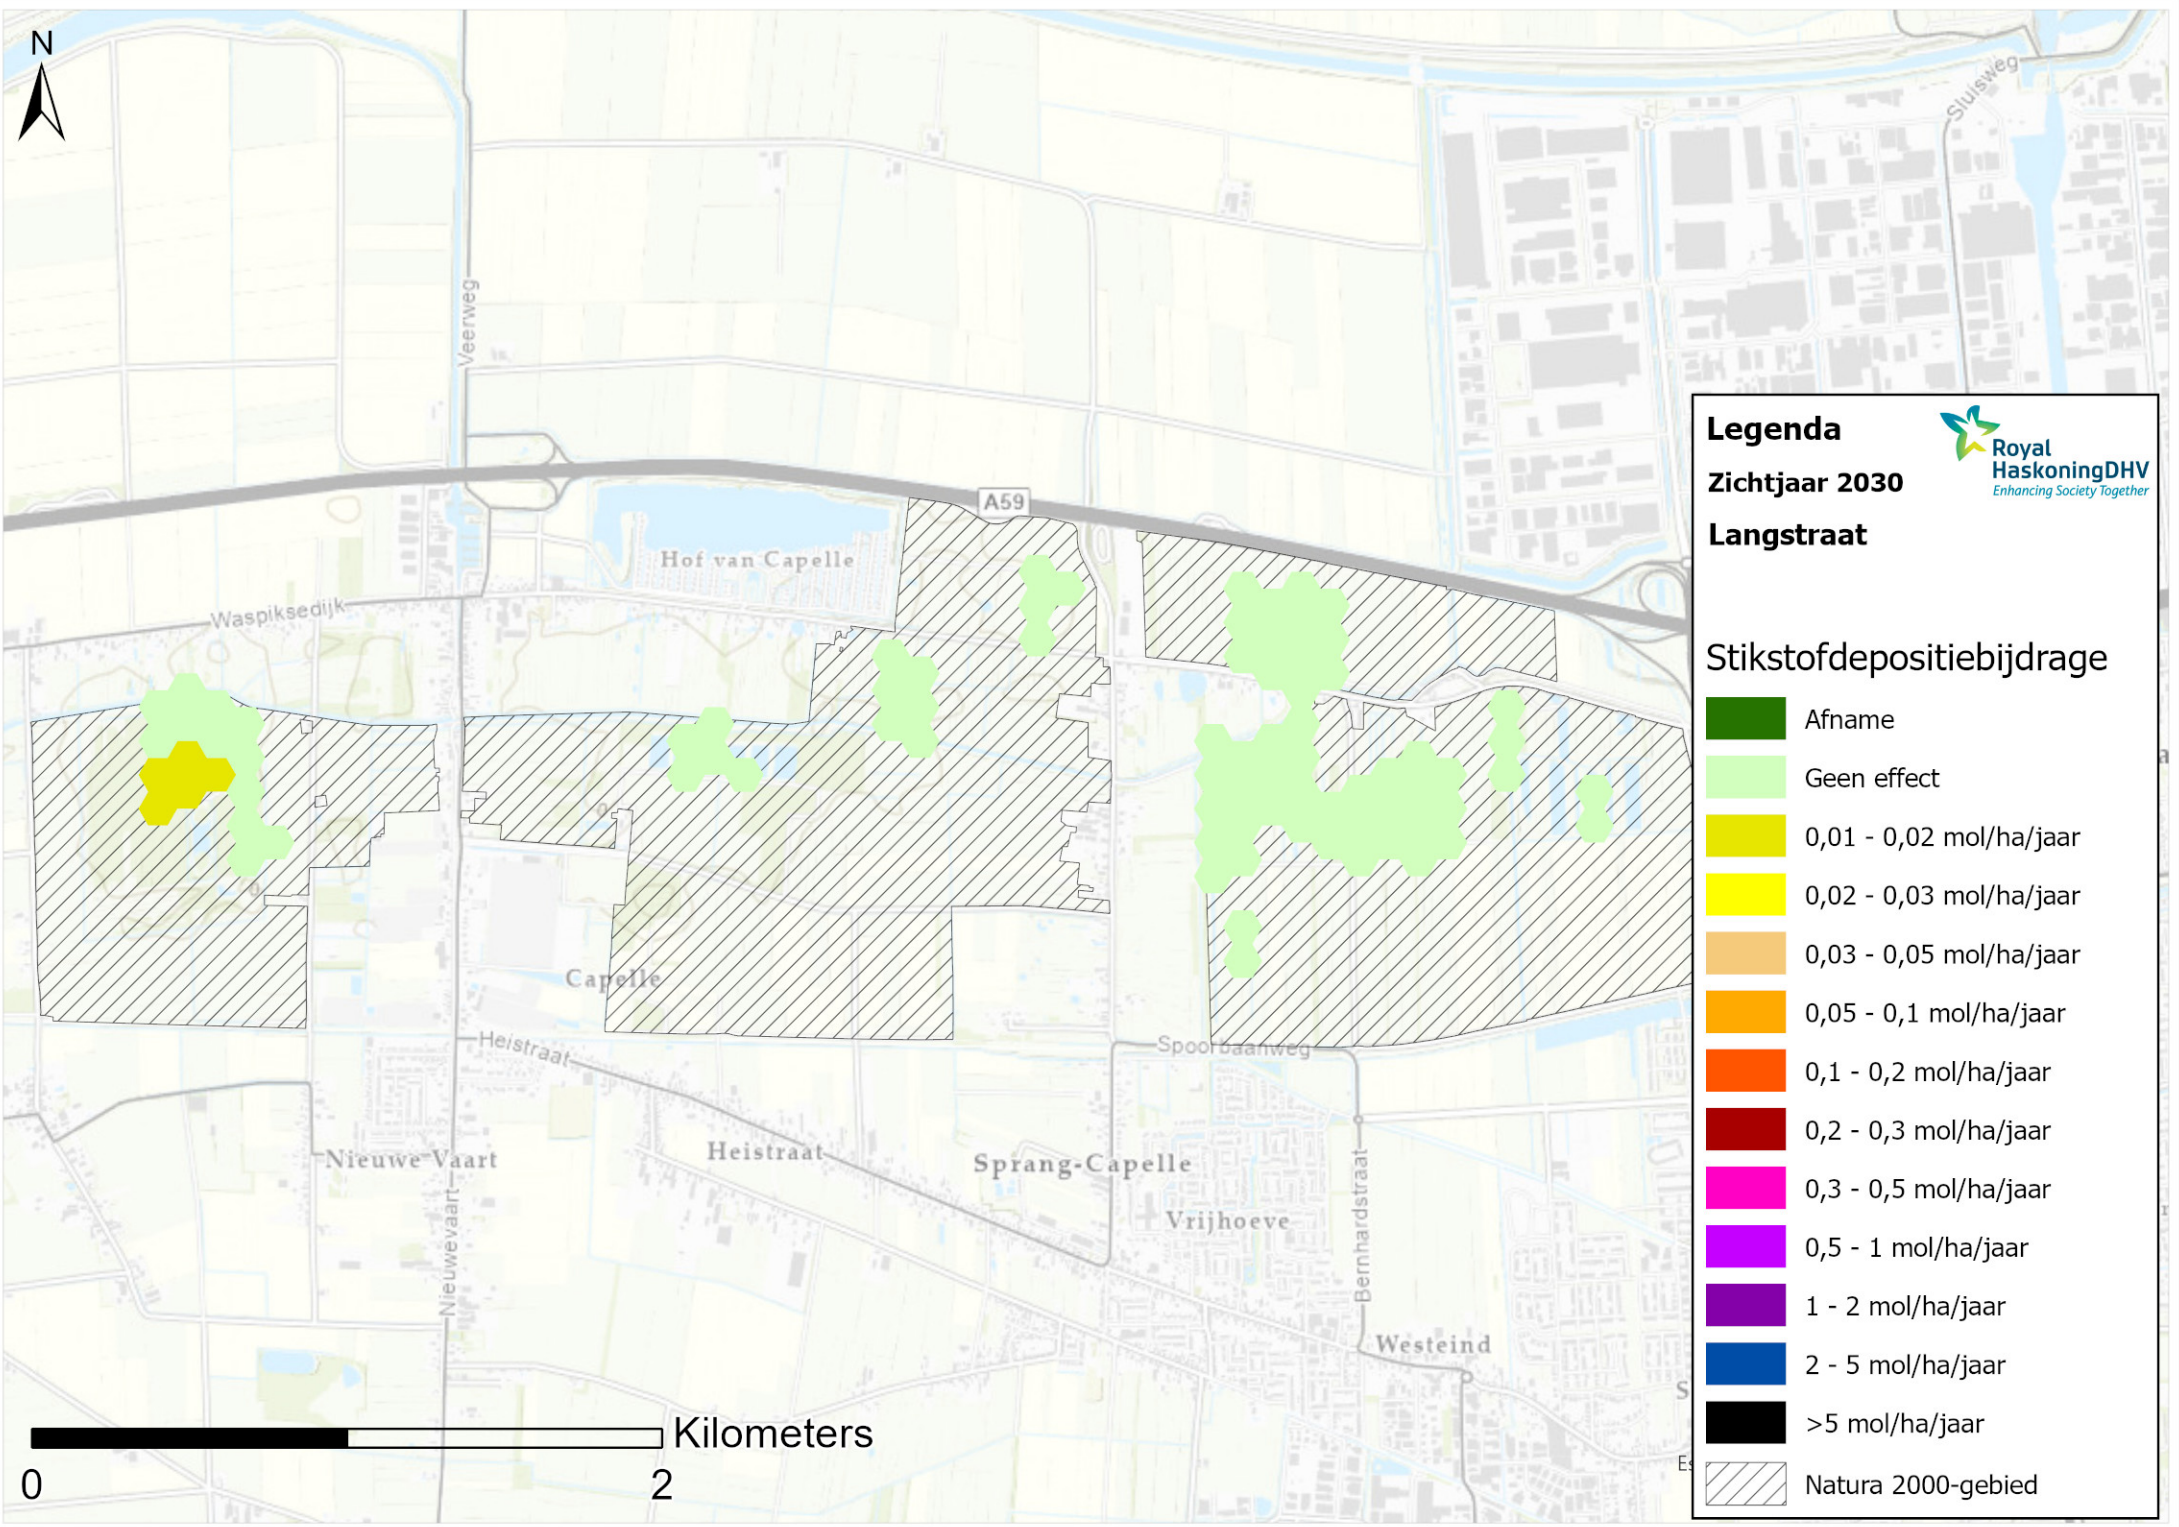 N
Sluisweg
Veerweg
A59
Hof van Capelle
Waspiksedijk
Capelle
Heistraat
Spoorbaanweg
Nieuwe Vaart
Heistraat
Sprang-Capelle
Vrijhoeve
Nieuwevaart
Bernhardstraat
Westeind
Kilometers
0
2
Legenda
Royal
HaskoningDHV
Enhancing Society Together
Zichtjaar 2030
Langstraat
Stikstofdepositiebijdrage
Afname
Geen effect
0,01 - 0,02 mol/ha/jaar
0,02 - 0,03 mol/ha/jaar
0,03 - 0,05 mol/ha/jaar
0,05 - 0,1 mol/ha/jaar
0,1 - 0,2 mol/ha/jaar
0,2 - 0,3 mol/ha/jaar
0,3 - 0,5 mol/ha/jaar
0,5 - 1 mol/ha/jaar
1 - 2 mol/ha/jaar
2 - 5 mol/ha/jaar
>5 mol/ha/jaar
Natura 2000-gebied